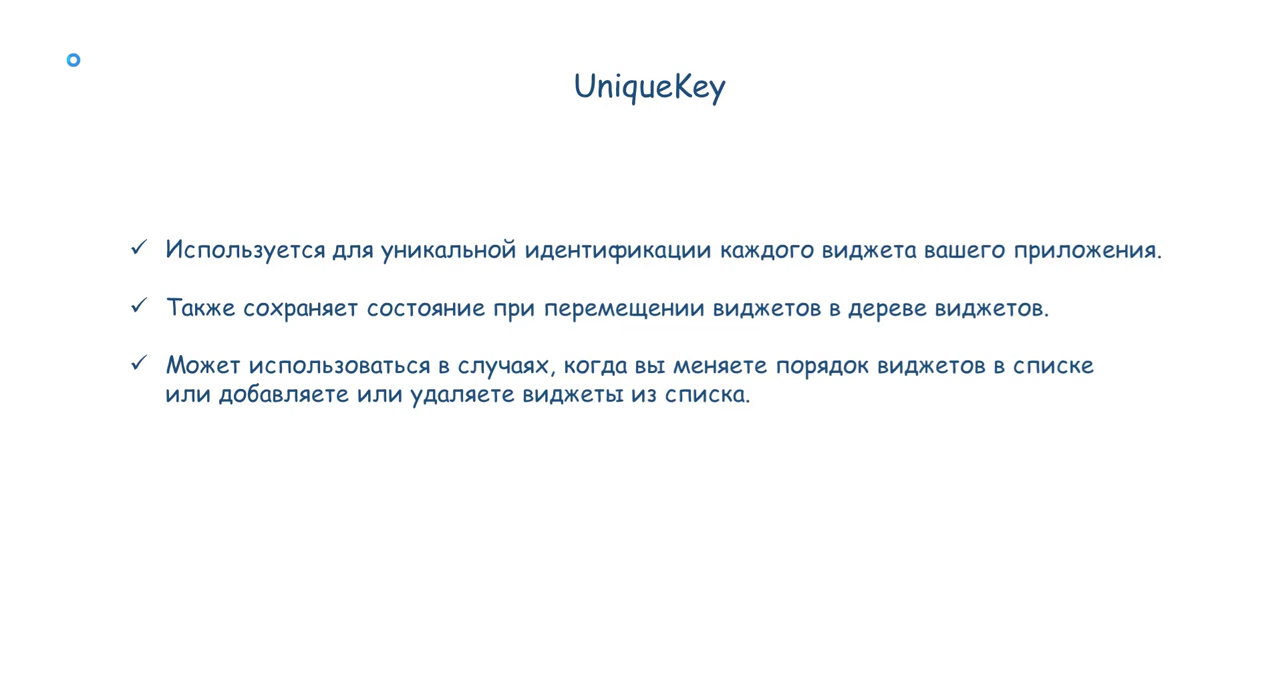 UniqueKey
✓ Используется для уникальной идентификации каждого виджета вашего приложения.
✓ Также сохраняет состояние при перемещении виджетов в дереве виджетов.
✓ Может использоваться в случаях, когда вы меняете порядок виджетов в списке
или добавляете или удаляете виджеты из списка.